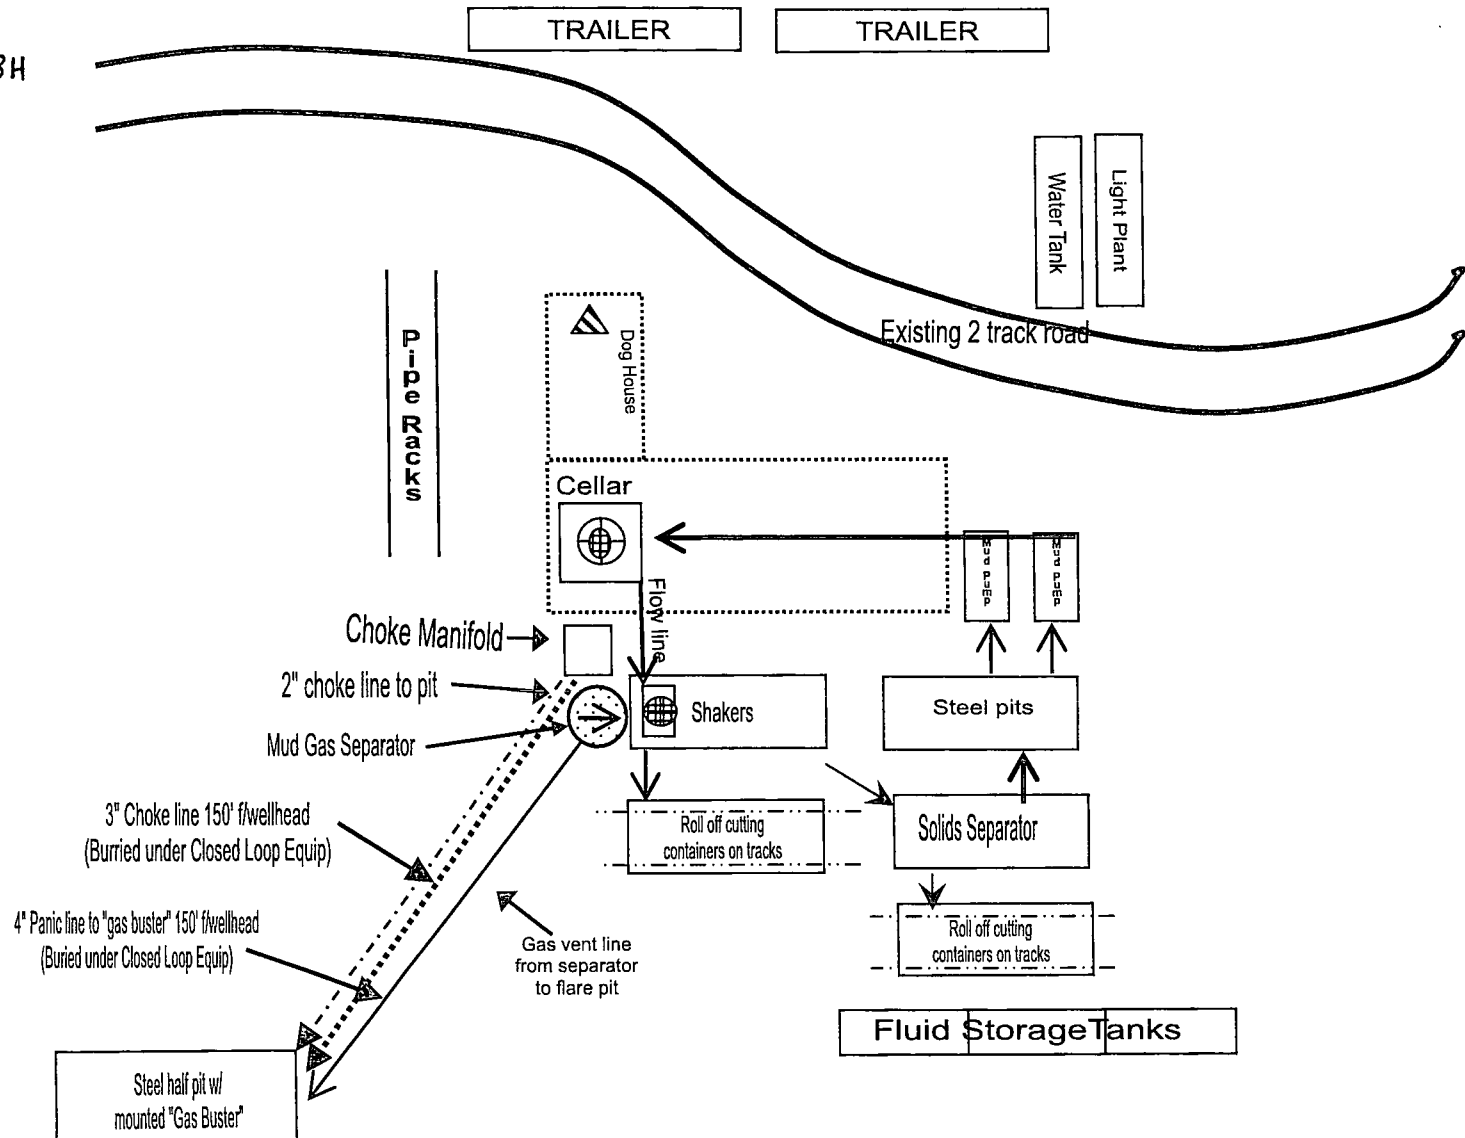 TRAILER
TRAILER
3H
Water Tank
Light Plant
Existing 2 track road
Pipe Racks
Dog House
Cellar
Mud pump
Mud pump
Flow line
Choke Manifold
2" choke line to pit
Shakers
Steel pits
Mud Gas Separator
3" Choke line 150' f/wellhead
(Burried under Closed Loop Equip)
Roll off cutting
containers on tracks
Solids Separator
4" Panic line to "gas buster" 150' f/wellhead
(Buried under Closed Loop Equip)
Gas vent line
from separator
to flare pit
Roll off cutting
containers on tracks
Fluid StorageTanks
Steel half pit w/
mounted "Gas Buster"